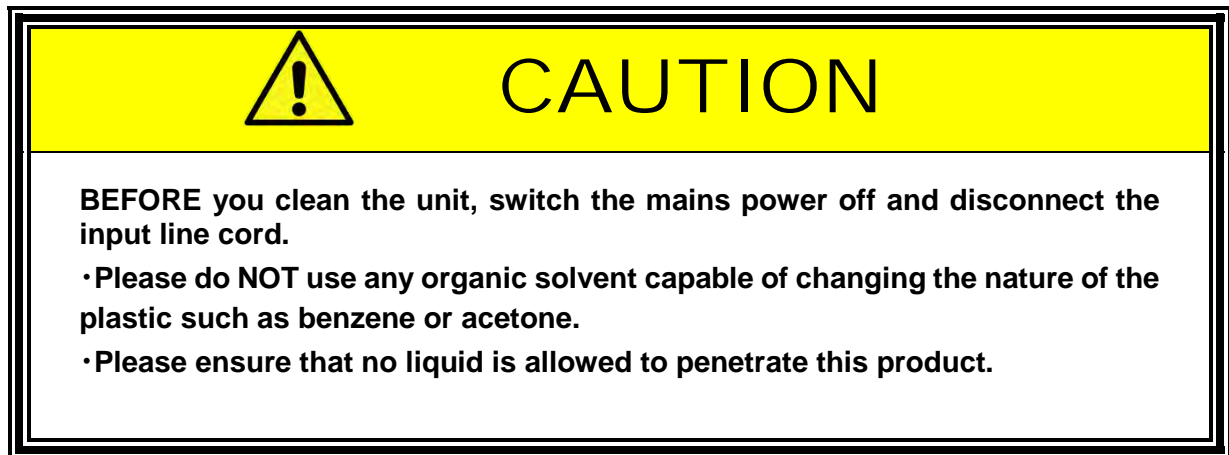 CAUTION
BEFORE you clean the unit, switch the mains power off and disconnect the
input line cord.
・Please do NOT use any organic solvent capable of changing the nature of the
plastic such as benzene or acetone.
・Please ensure that no liquid is allowed to penetrate this product.